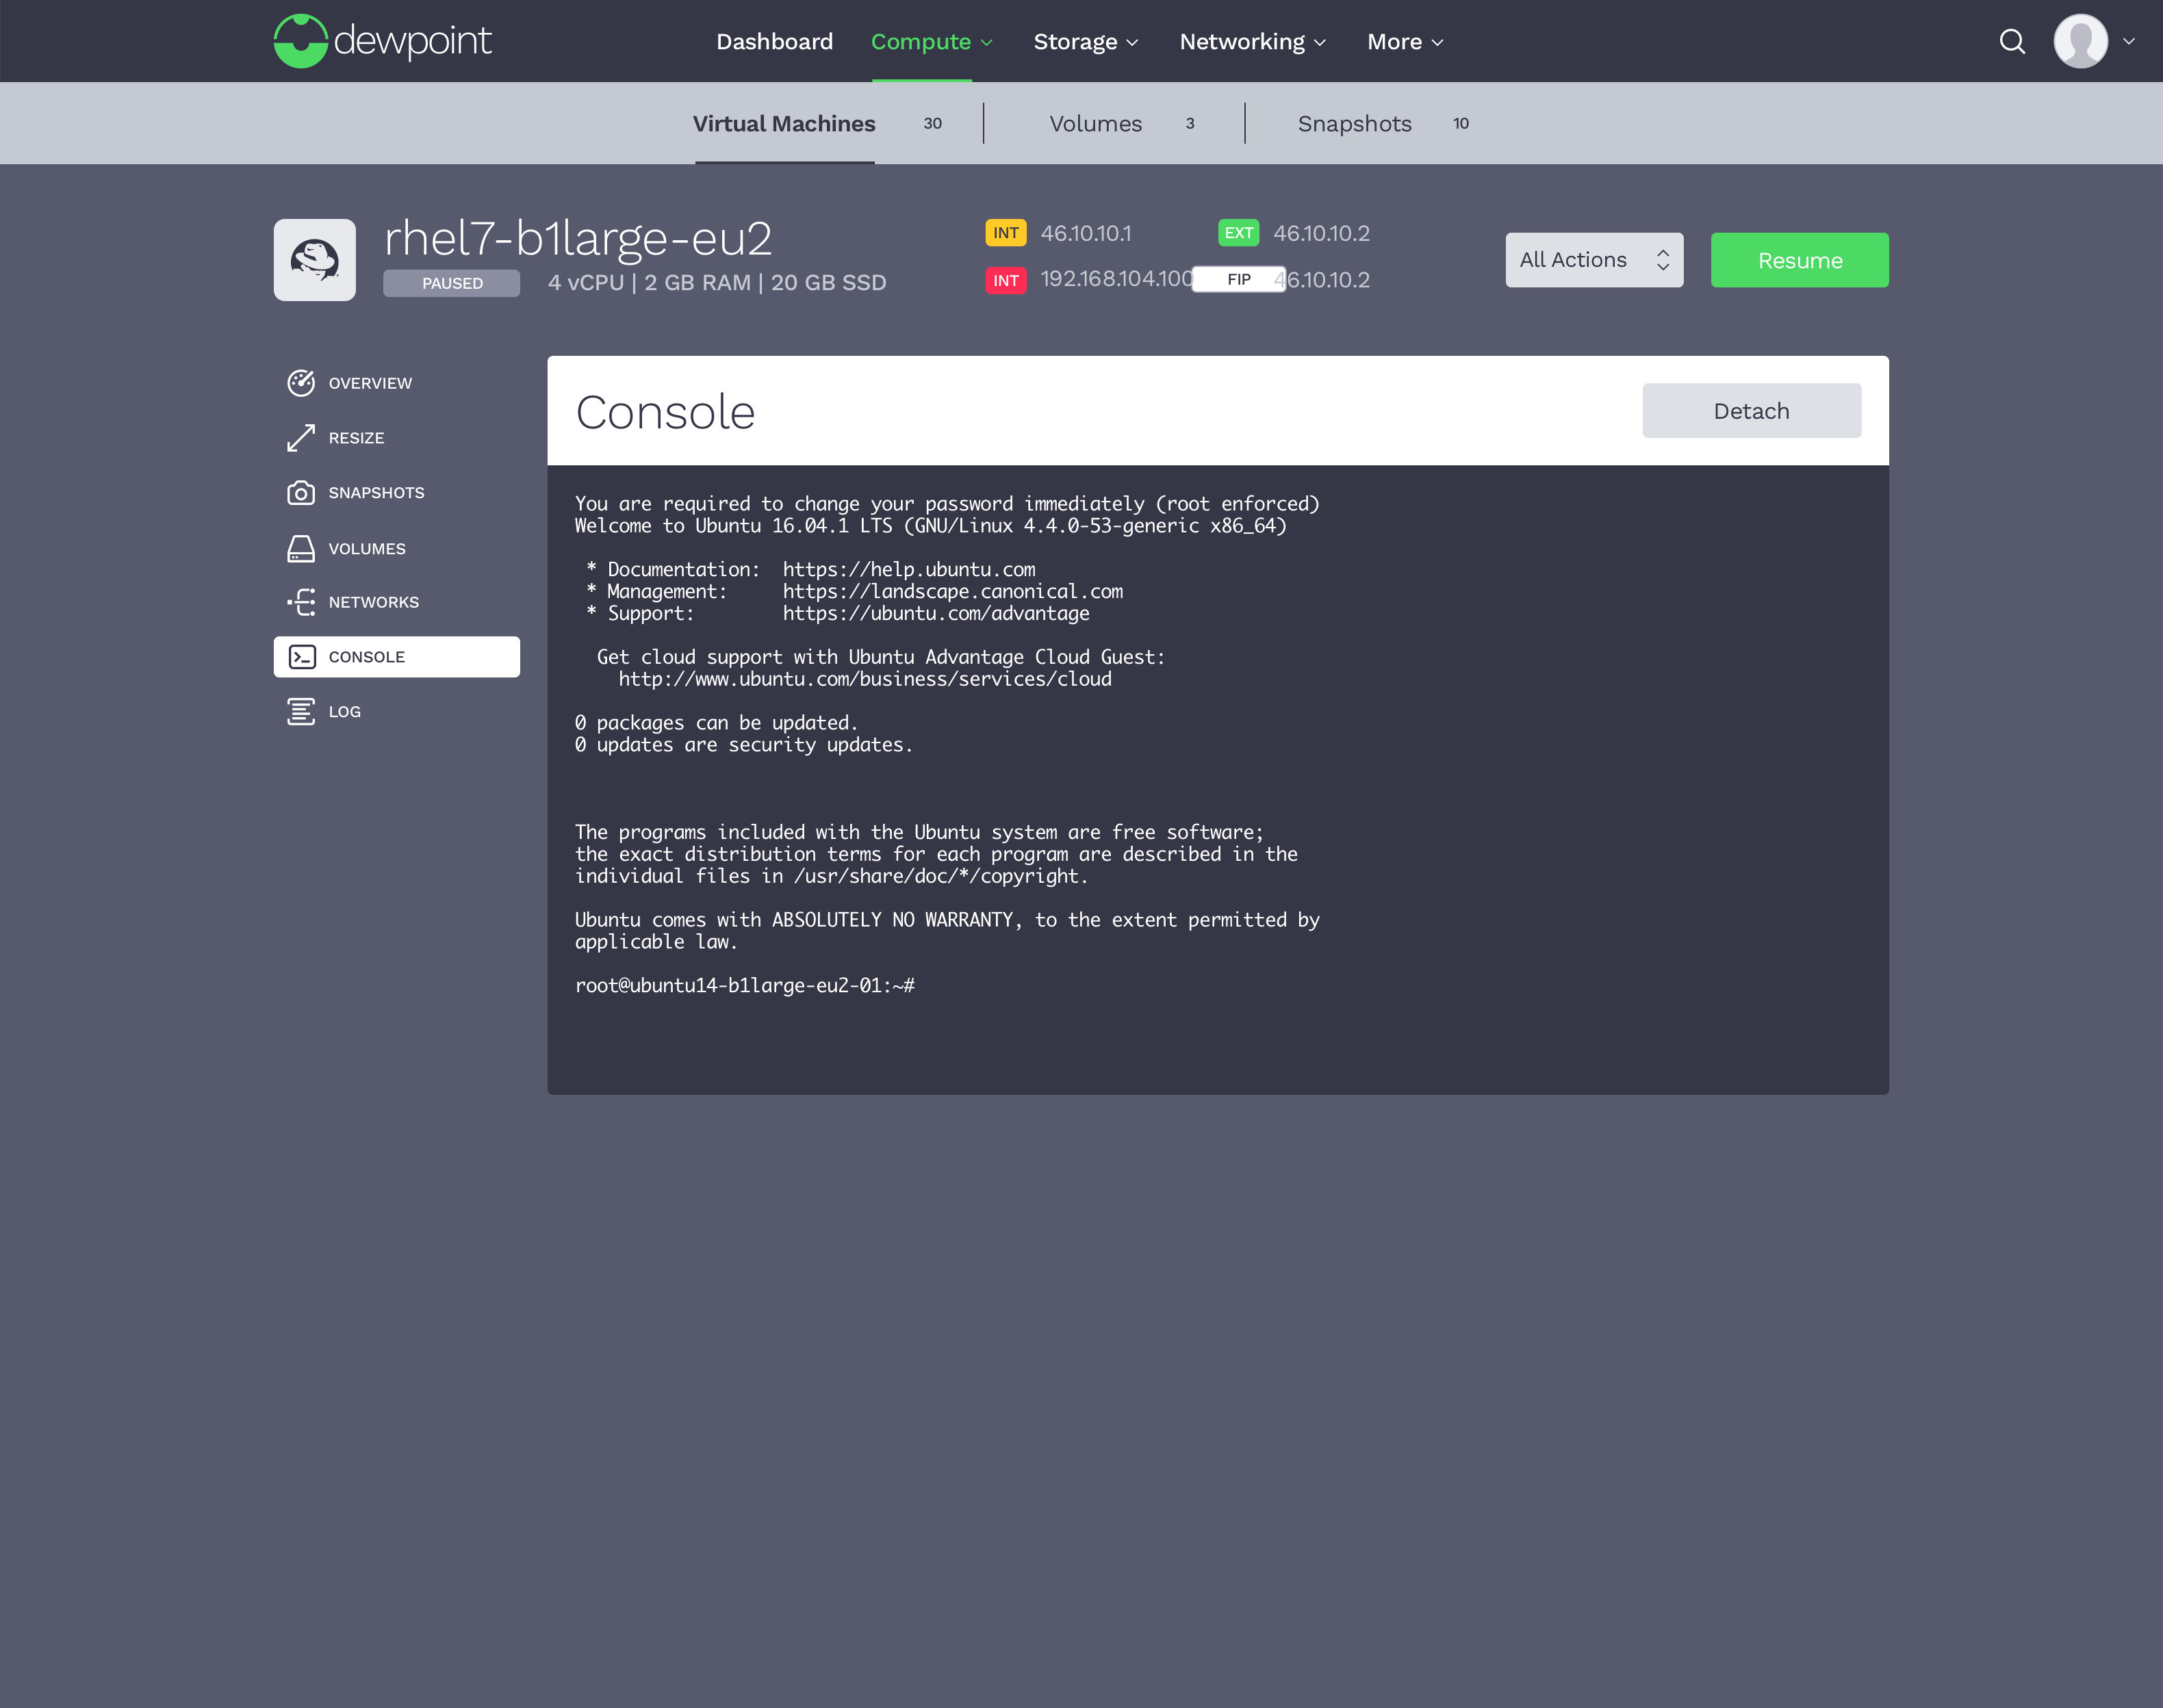 dewpoint
Dashboard Compute Storage Networking More
Virtual Machines 30 Volumes 3 Snapshots 10
rhel7-b1large-eu2
PAUSED 4 vCPU | 2 GB RAM | 20 GB SSD
INT 46.10.10.1 EXT 46.10.10.2
INT 192.168.104.100 FIP 46.10.10.2
All Actions Resume
OVERVIEW
RESIZE
SNAPSHOTS
VOLUMES
NETWORKS
CONSOLE
LOG
Console
Detach
You are required to change your password immediately (root enforced)
Welcome to Ubuntu 16.04.1 LTS (GNU/Linux 4.4.0-53-generic x86_64)
* Documentation:  https://help.ubuntu.com
* Management:     https://landscape.canonical.com
* Support:        https://ubuntu.com/advantage
Get cloud support with Ubuntu Advantage Cloud Guest:
http://www.ubuntu.com/business/services/cloud
0 packages can be updated.
0 updates are security updates.
The programs included with the Ubuntu system are free software;
the exact distribution terms for each program are described in the
individual files in /usr/share/doc/*/copyright.
Ubuntu comes with ABSOLUTELY NO WARRANTY, to the extent permitted by
applicable law.
root@ubuntu14-b1large-eu2-01:~#